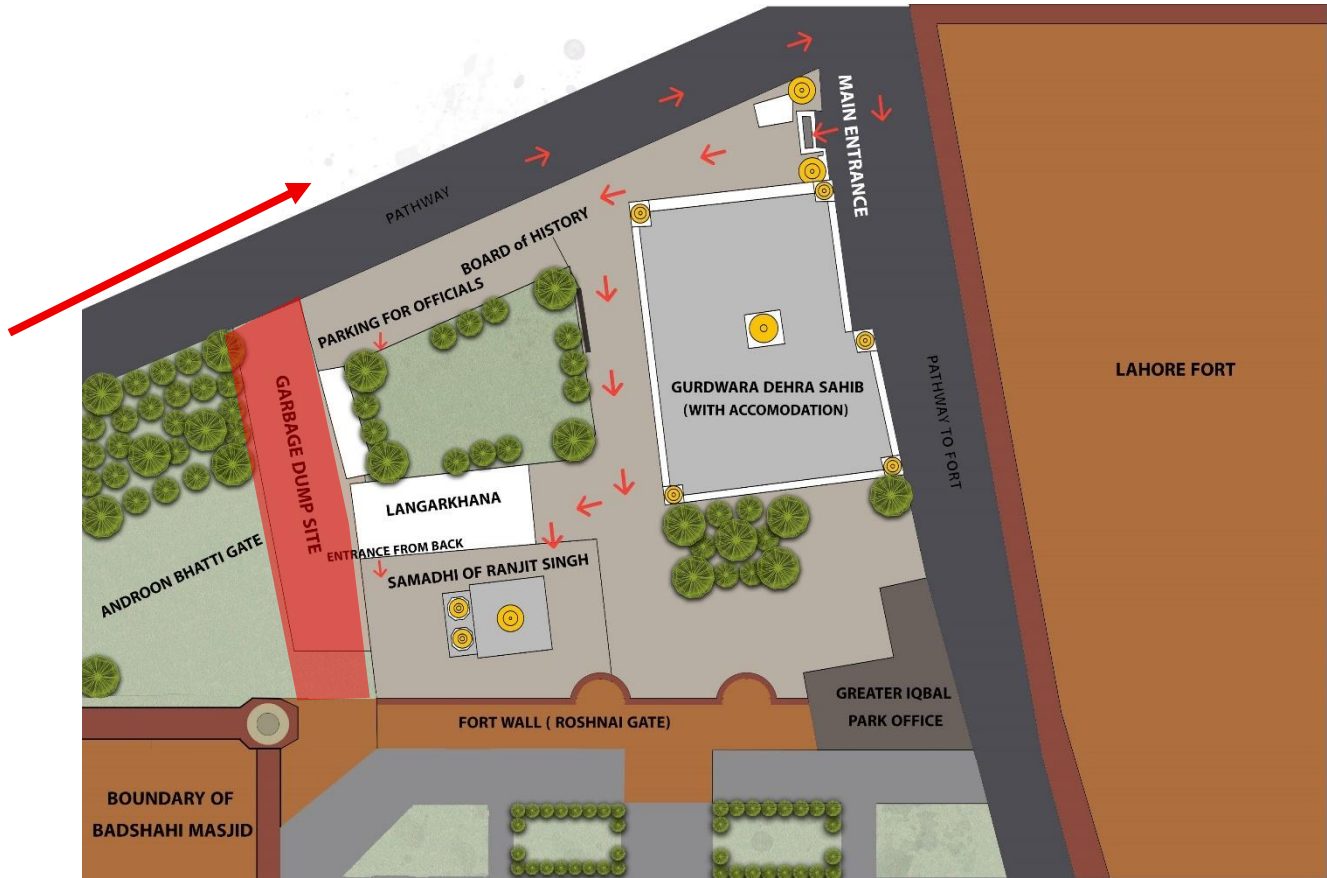 MAIN ENTRANCE
PATHWAY
BOARD of HISTORY
PARKING FOR OFFICIALS
GARBAGE DUMP SITE
GURDWARA DEHRA SAHIB
(WITH ACCOMODATION)
PATHWAY TO FORT
LAHORE FORT
LANGARKHANA
ENTRANCE FROM BACK
ANDROON BHATTI GATE
SAMADHI OF RANJIT SINGH
GREATER IQBAL
PARK OFFICE
FORT WALL ( ROSHNAI GATE)
BOUNDARY OF
BADSHAHI MASJID